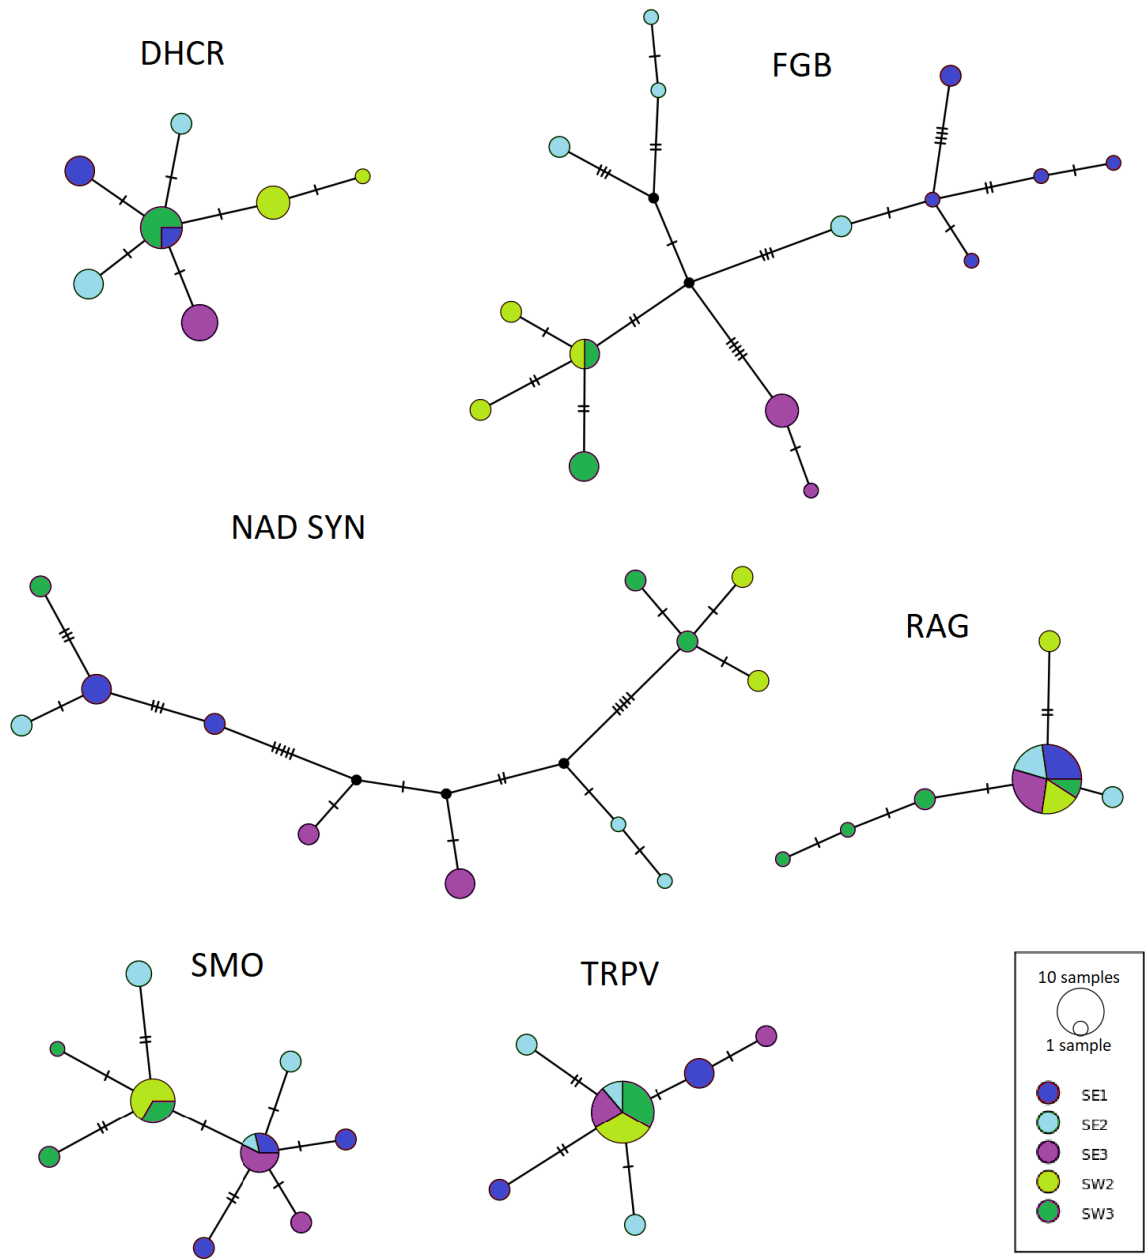 DHCR
FGB
NAD SYN
RAG
SMO
TRPV
10 samples
1 sample
SE1
SE2
SE3
SW2
SW3